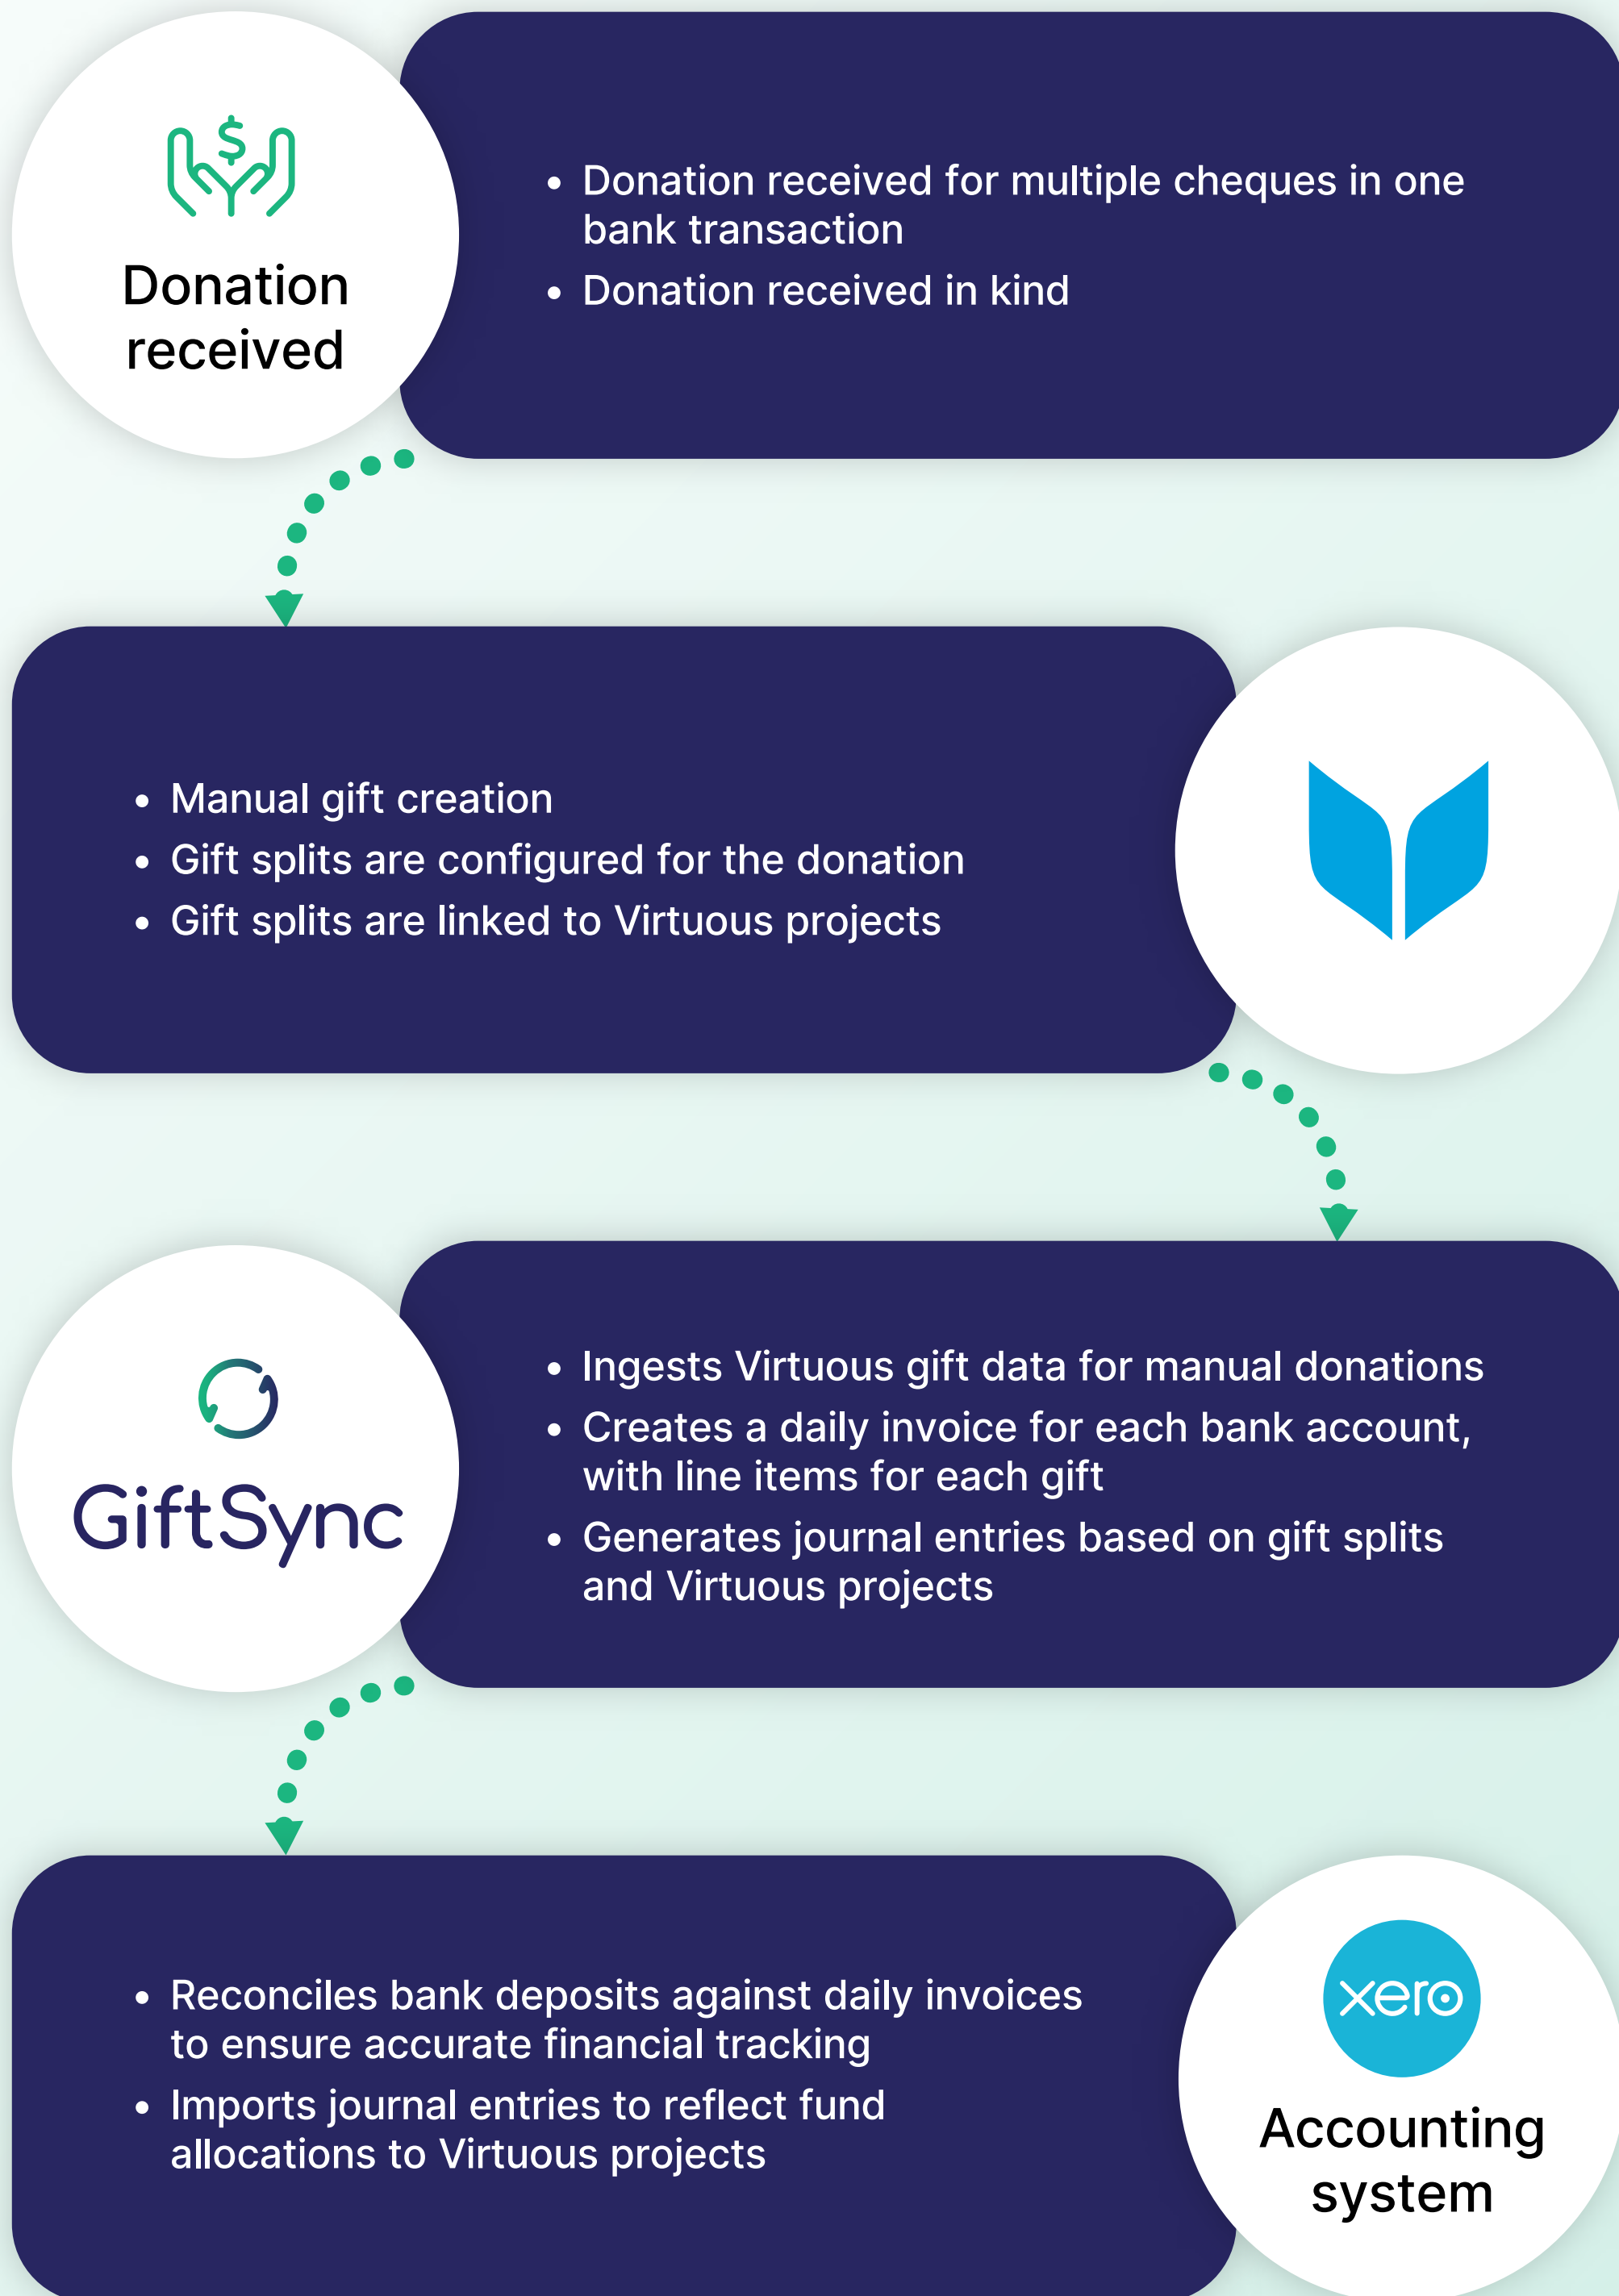 Donation
received
• Donation received for multiple cheques in one
bank transaction
• Donation received in kind
• Manual gift creation
• Gift splits are configured for the donation
• Gift splits are linked to Virtuous projects
GiftSync
• Ingests Virtuous gift data for manual donations
• Creates a daily invoice for each bank account,
with line items for each gift
• Generates journal entries based on gift splits
and Virtuous projects
• Reconciles bank deposits against daily invoices
to ensure accurate financial tracking
• Imports journal entries to reflect fund
allocations to Virtuous projects
xero
Accounting
system